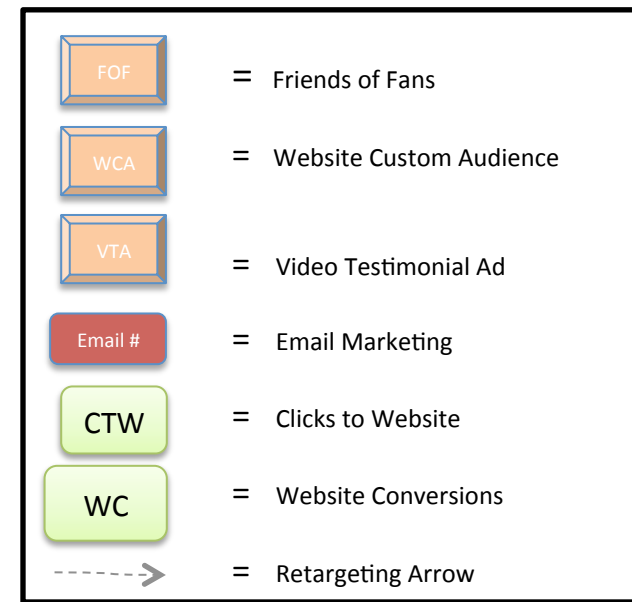 FOF = Friends of Fans
WCA = Website Custom Audience
VTA = Video Testimonial Ad
Email # = Email Marketing
CTW = Clicks to Website
WC = Website Conversions
= Retargeting Arrow